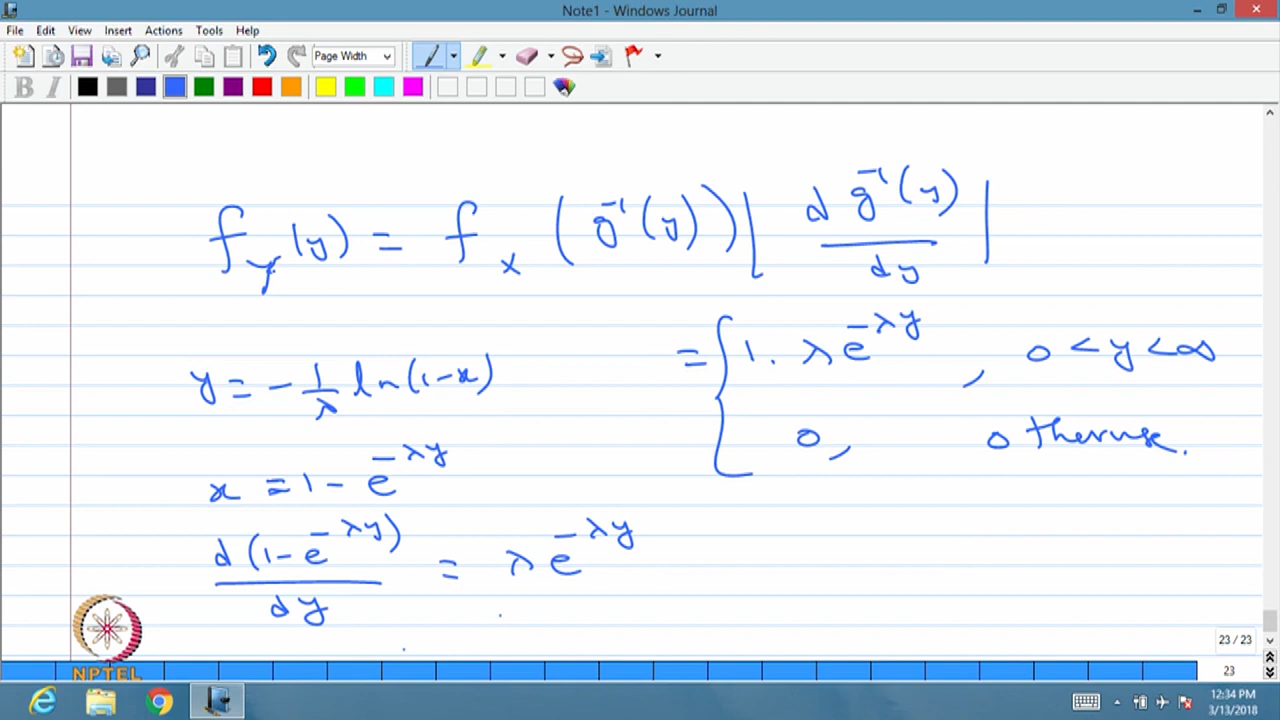 Note1 - Windows Journal
File Edit View Insert Actions Tools Help
Page Width
B I
f_Y (y) = f_X (g⁻¹(y)) | d g⁻¹(y) / dy |
= { 1. λ e^{-λy} , 0 < y < ∞
0, otherwise.
y = - 1/λ ln(1-x)
x = 1 - e^{-λy}
d (1 - e^{-λy}) / dy = λ e^{-λy}
23 / 23
NPTEL
23
12:34 PM
3/13/2018